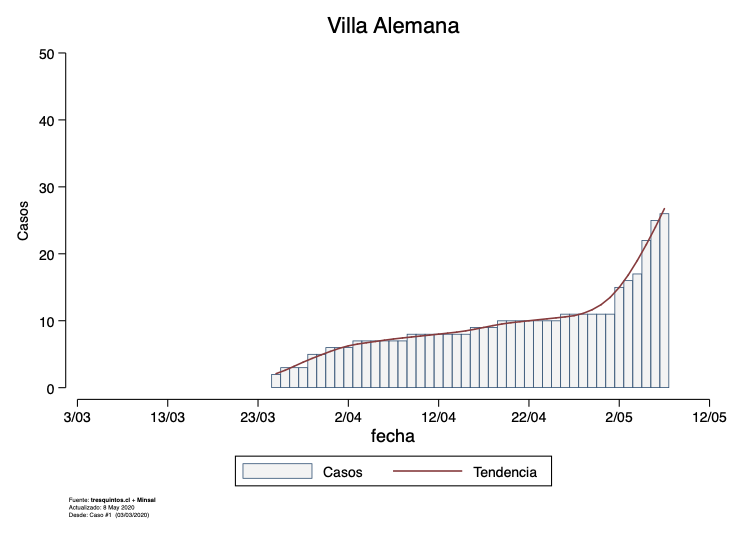 Villa Alemana
50
40
30
20
10
0
Casos
3/03 13/03 23/03 2/04 12/04 22/04 2/05 12/05
fecha
Casos Tendencia
Fuente: tresquintos.cl + Minsal
Actualizado: 8 May 2020
Desde: Caso #1 (03/03/2020)